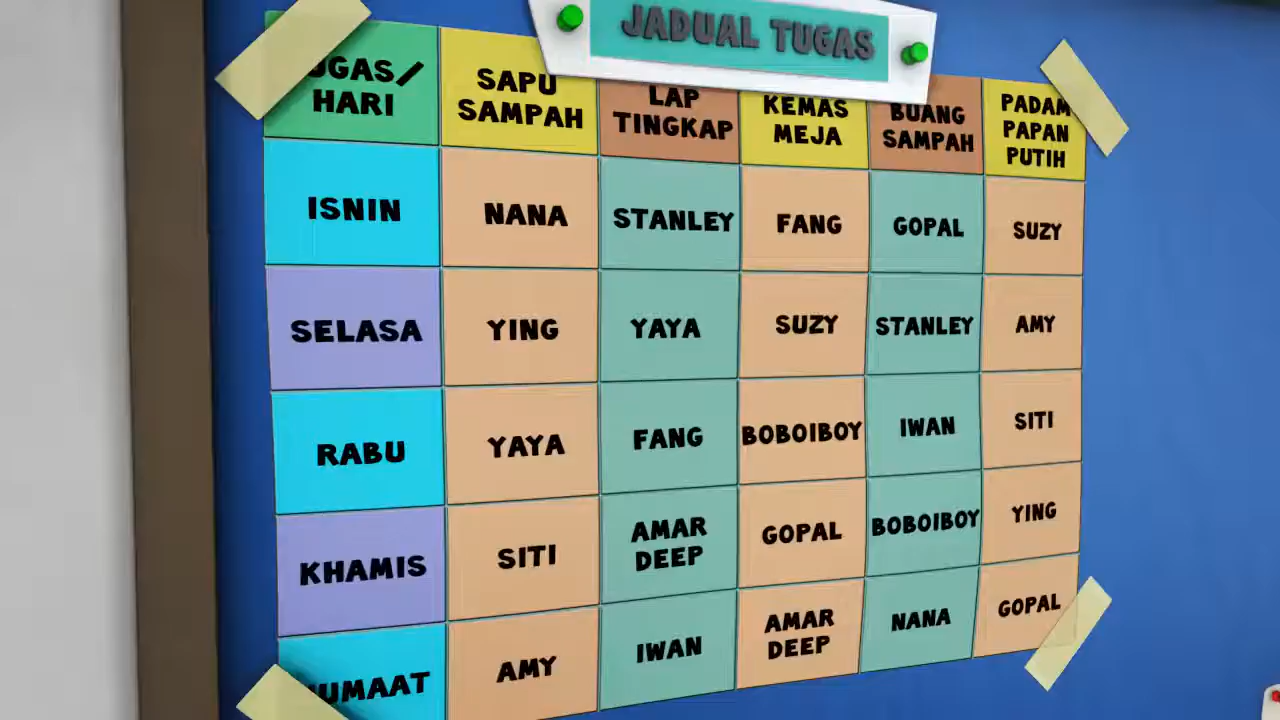 JADUAL TUGAS
TUGAS/ HARI
SAPU SAMPAH
LAP TINGKAP
KEMAS MEJA
BUANG SAMPAH
PADAM PAPAN PUTIH
ISNIN NANA STANLEY FANG GOPAL SUZY
SELASA YING YAYA SUZY STANLEY AMY
RABU YAYA FANG BOBOIBOY IWAN SITI
KHAMIS SITI AMAR DEEP GOPAL BOBOIBOY YING
JUMAAT AMY IWAN AMAR DEEP NANA GOPAL